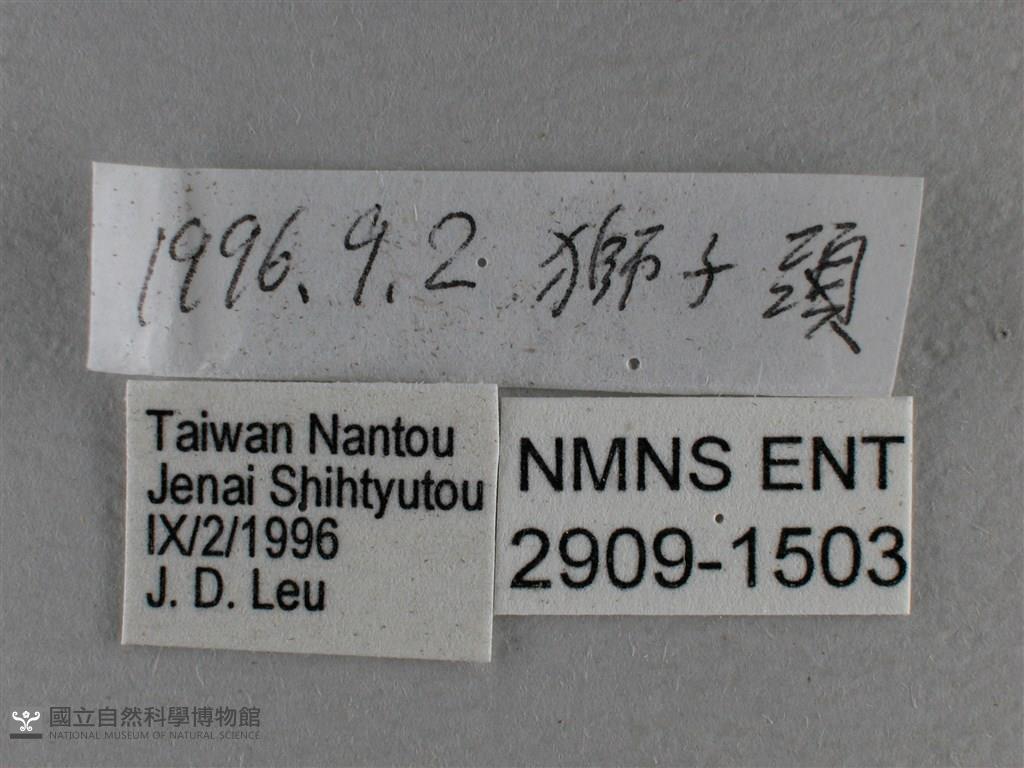 1996.9.2 獅子頭
Taiwan Nantou
Jenai Shihtyutou
IX/2/1996
J. D. Leu
NMNS ENT
2909-1503
國立自然科學博物館
NATIONAL MUSEUM OF NATURAL SCIENCE